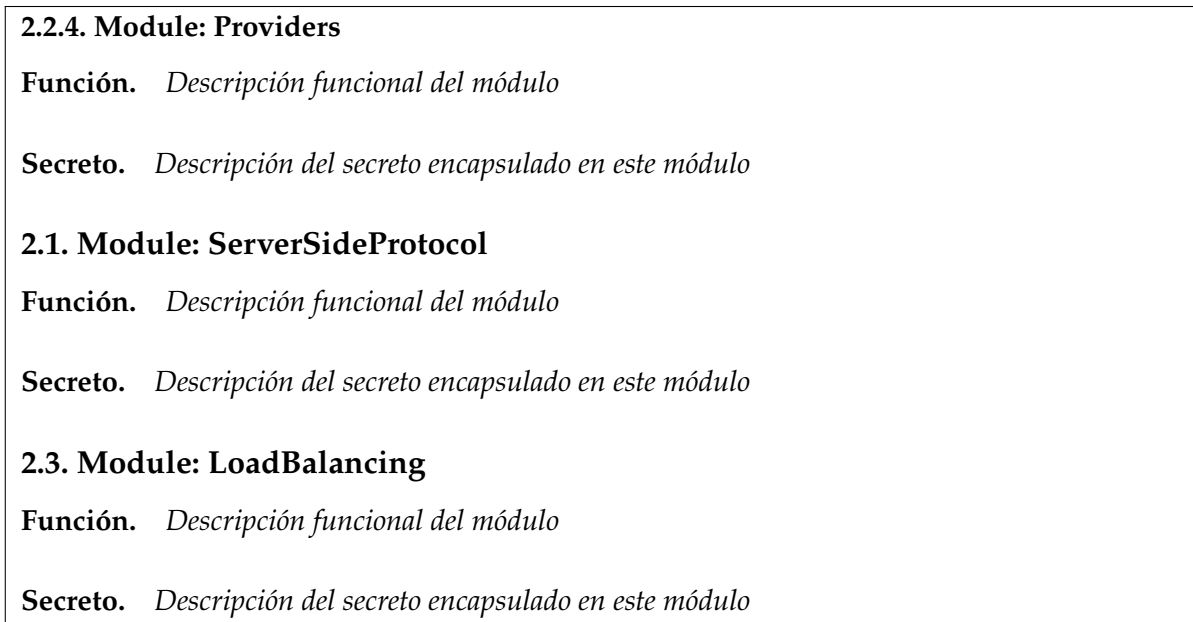 2.2.4. Module: Providers
Función. Descripción funcional del módulo
Secreto. Descripción del secreto encapsulado en este módulo
2.1. Module: ServerSideProtocol
Función. Descripción funcional del módulo
Secreto. Descripción del secreto encapsulado en este módulo
2.3. Module: LoadBalancing
Función. Descripción funcional del módulo
Secreto. Descripción del secreto encapsulado en este módulo